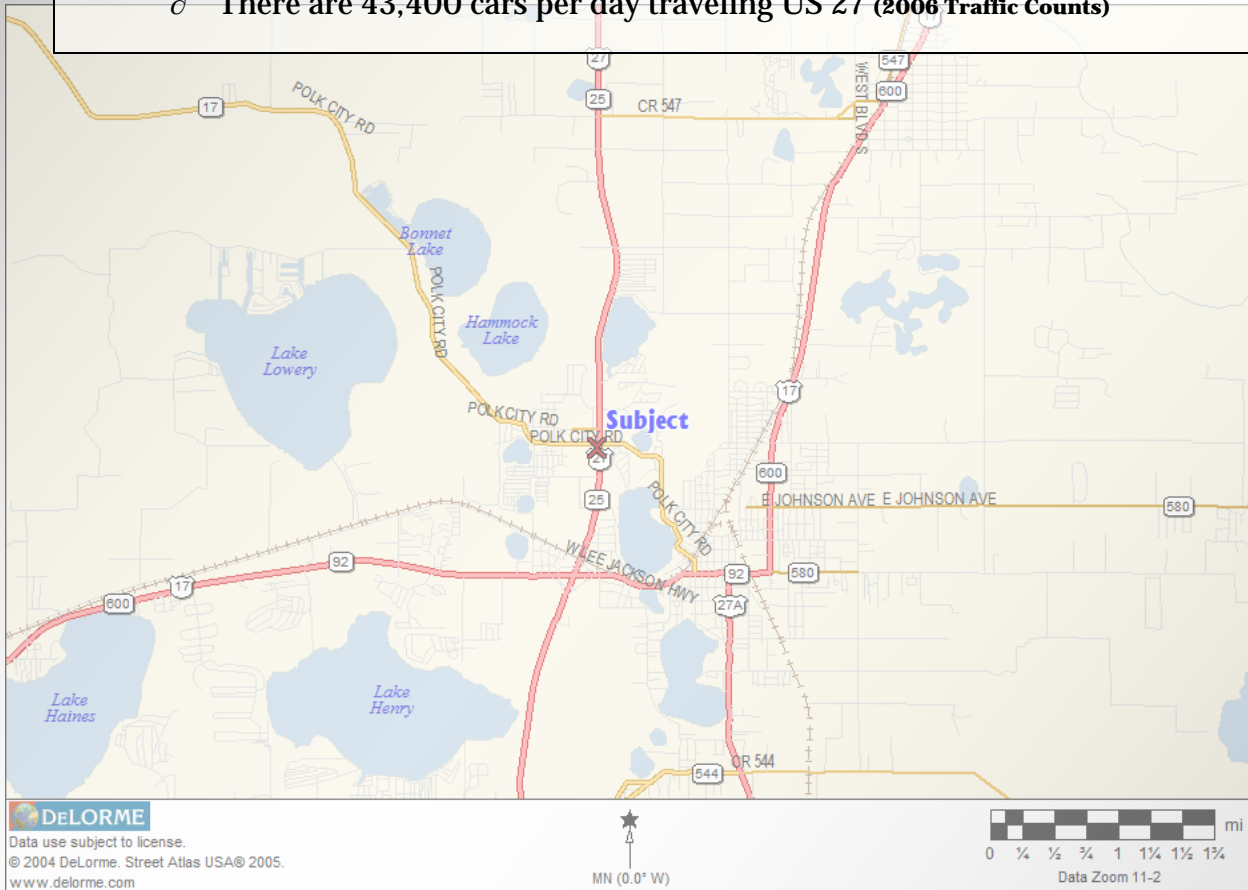 ∂ There are 43,400 cars per day traveling US 27 (2006 Traffic Counts)
17
27
547
25
600
WEST BLVD S
CR 547
17
POLK CITY RD
Bonnet
Lake
POLK CITY RD
Hammock
Lake
Lake
Lowery
17
POLK CITY RD
Subject
POLK CITY RD
27
600
25
E JOHNSON AVE E JOHNSON AVE
580
POLK CITY RD
W LEE JACKSON HWY
92
17
600
92
580
27A
Lake
Haines
Lake
Henry
CR 544
544
DELORME
Data use subject to license.
© 2004 DeLorme. Street Atlas USA® 2005.
www.delorme.com
MN (0.0° W)
mi
0 ¼ ½ ¾ 1 1¼ 1½ 1¾
Data Zoom 11-2